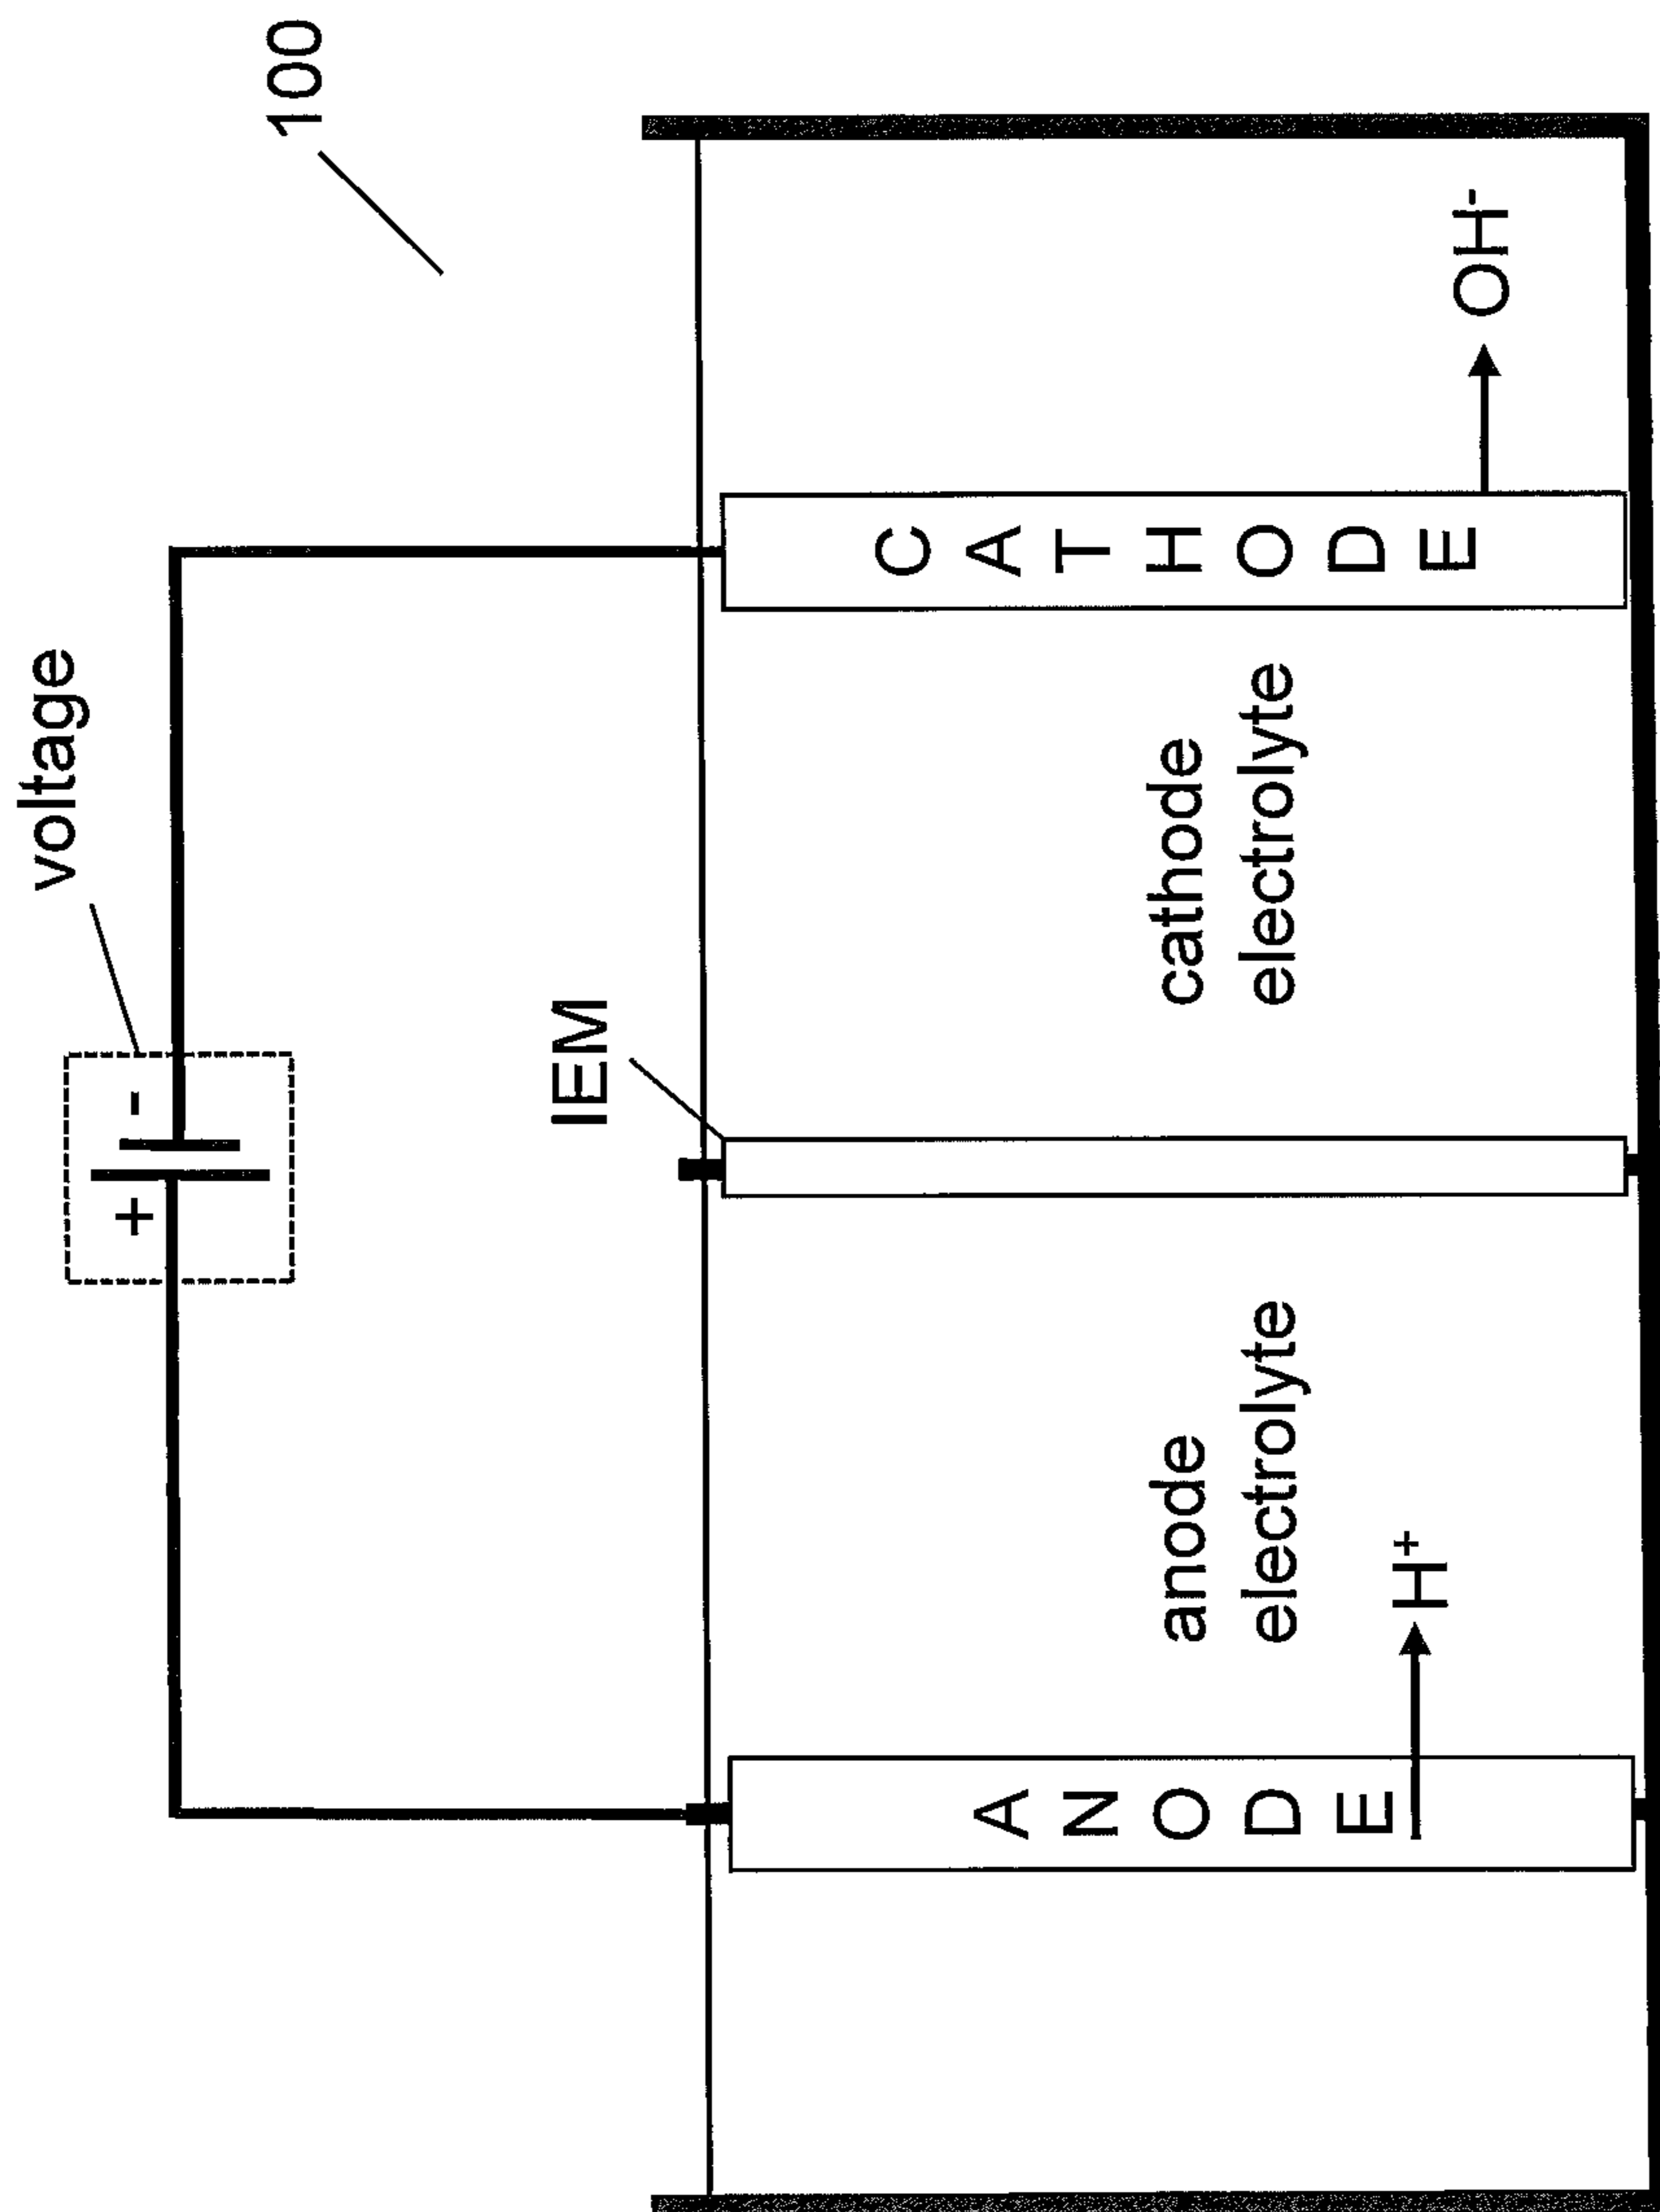 100
voltage
+ -
IEM
ANODE
anode
electrolyte
H⁺
cathode
electrolyte
CATHODE
OH⁻